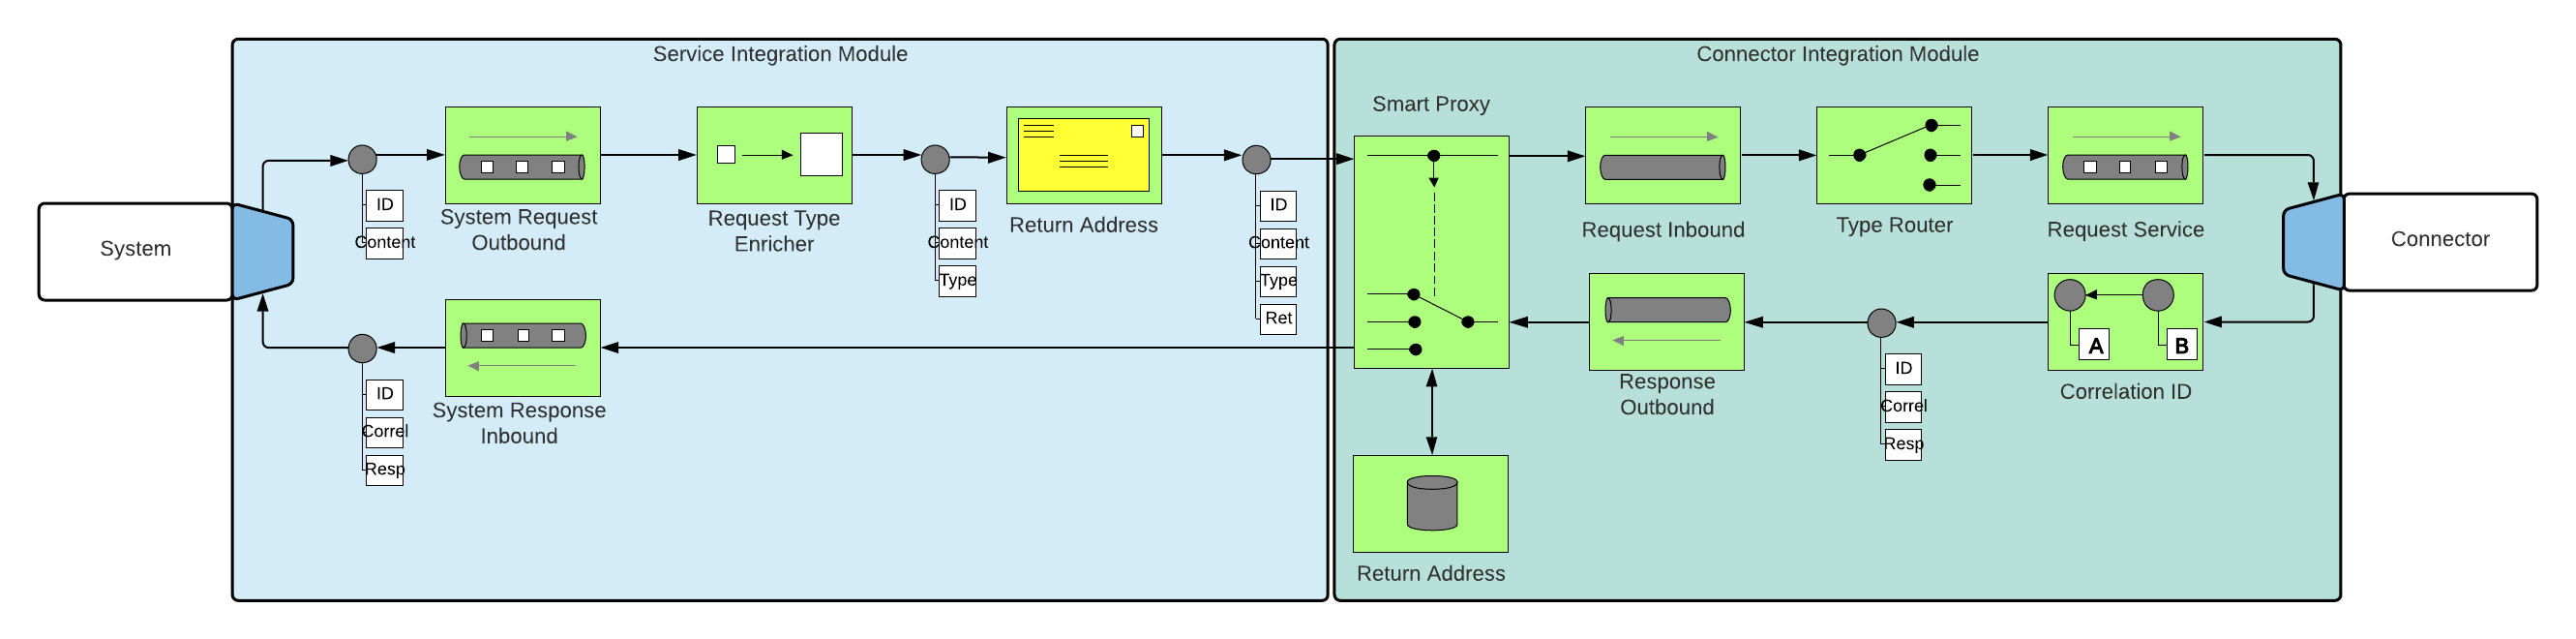 Service Integration Module
Connector Integration Module
Smart Proxy
System
ID
Content
System Request
Outbound
Request Type
Enricher
ID
Content
Type
Return Address
ID
Content
Type
Ret
Request Inbound
Type Router
Request Service
Connector
ID
Correl
Resp
System Response
Inbound
Response
Outbound
ID
Correl
Resp
A
B
Correlation ID
Return Address